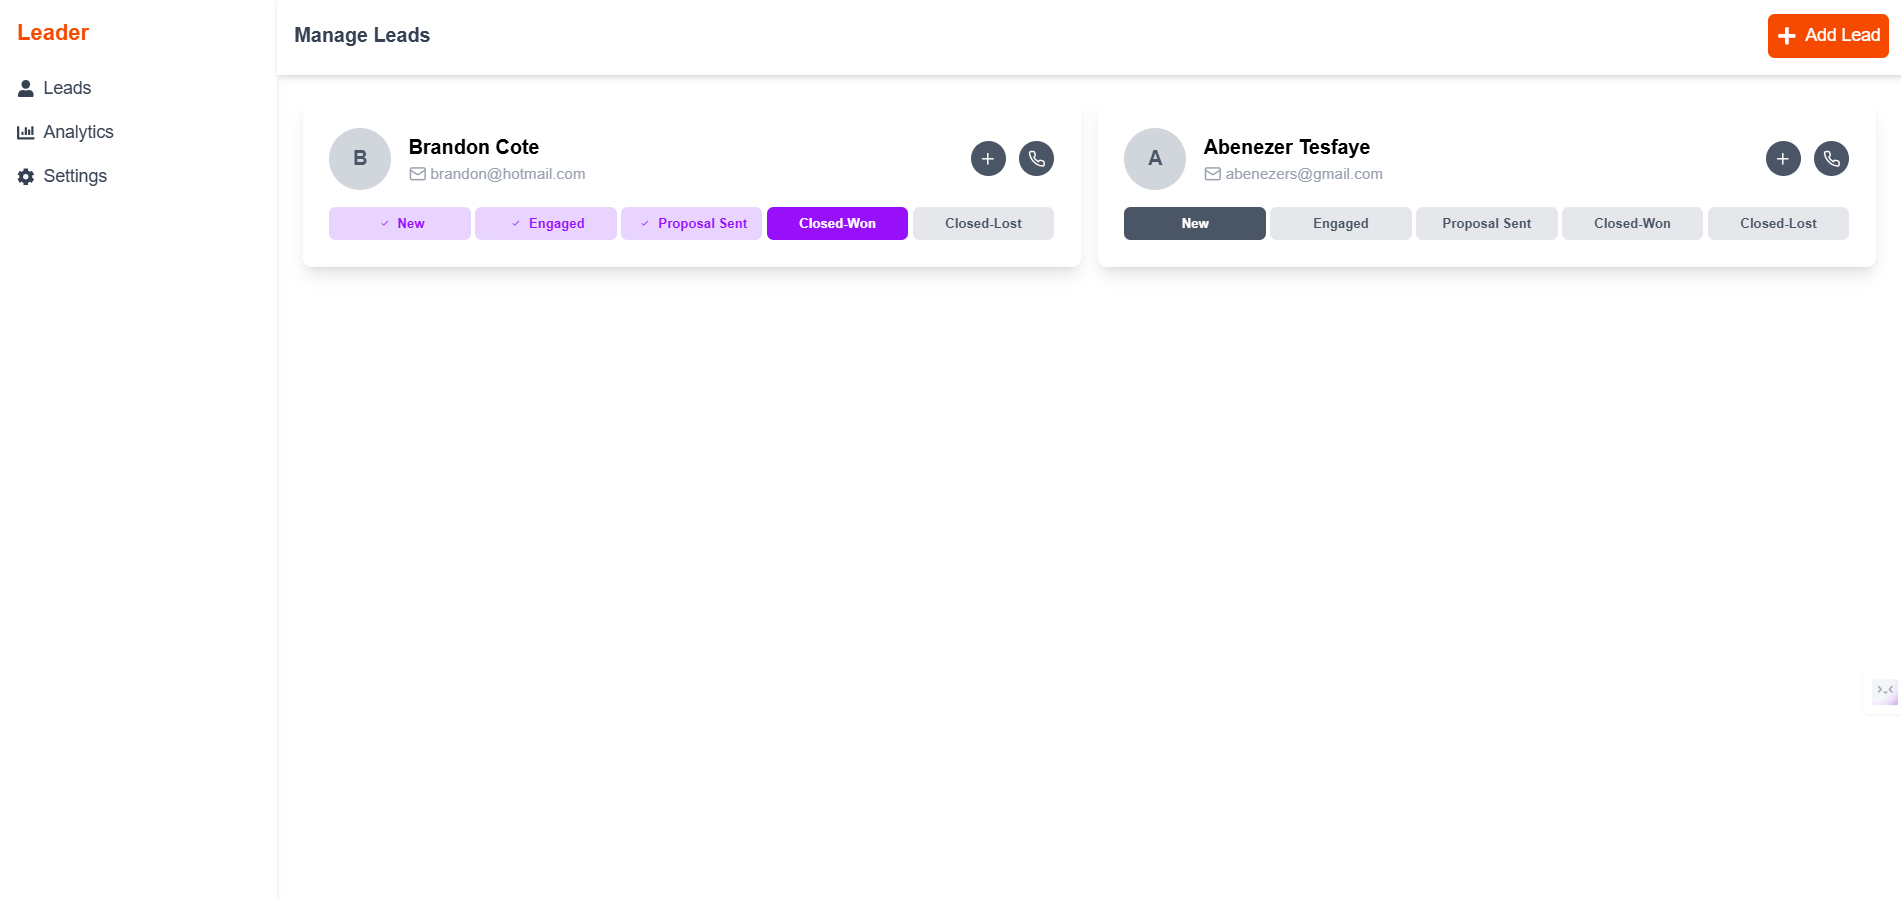 Leader
Leads
Analytics
Settings
Manage Leads
Add Lead
B
Brandon Cote
brandon@hotmail.com
New
Engaged
Proposal Sent
Closed-Won
Closed-Lost
A
Abenezer Tesfaye
abenezers@gmail.com
New
Engaged
Proposal Sent
Closed-Won
Closed-Lost